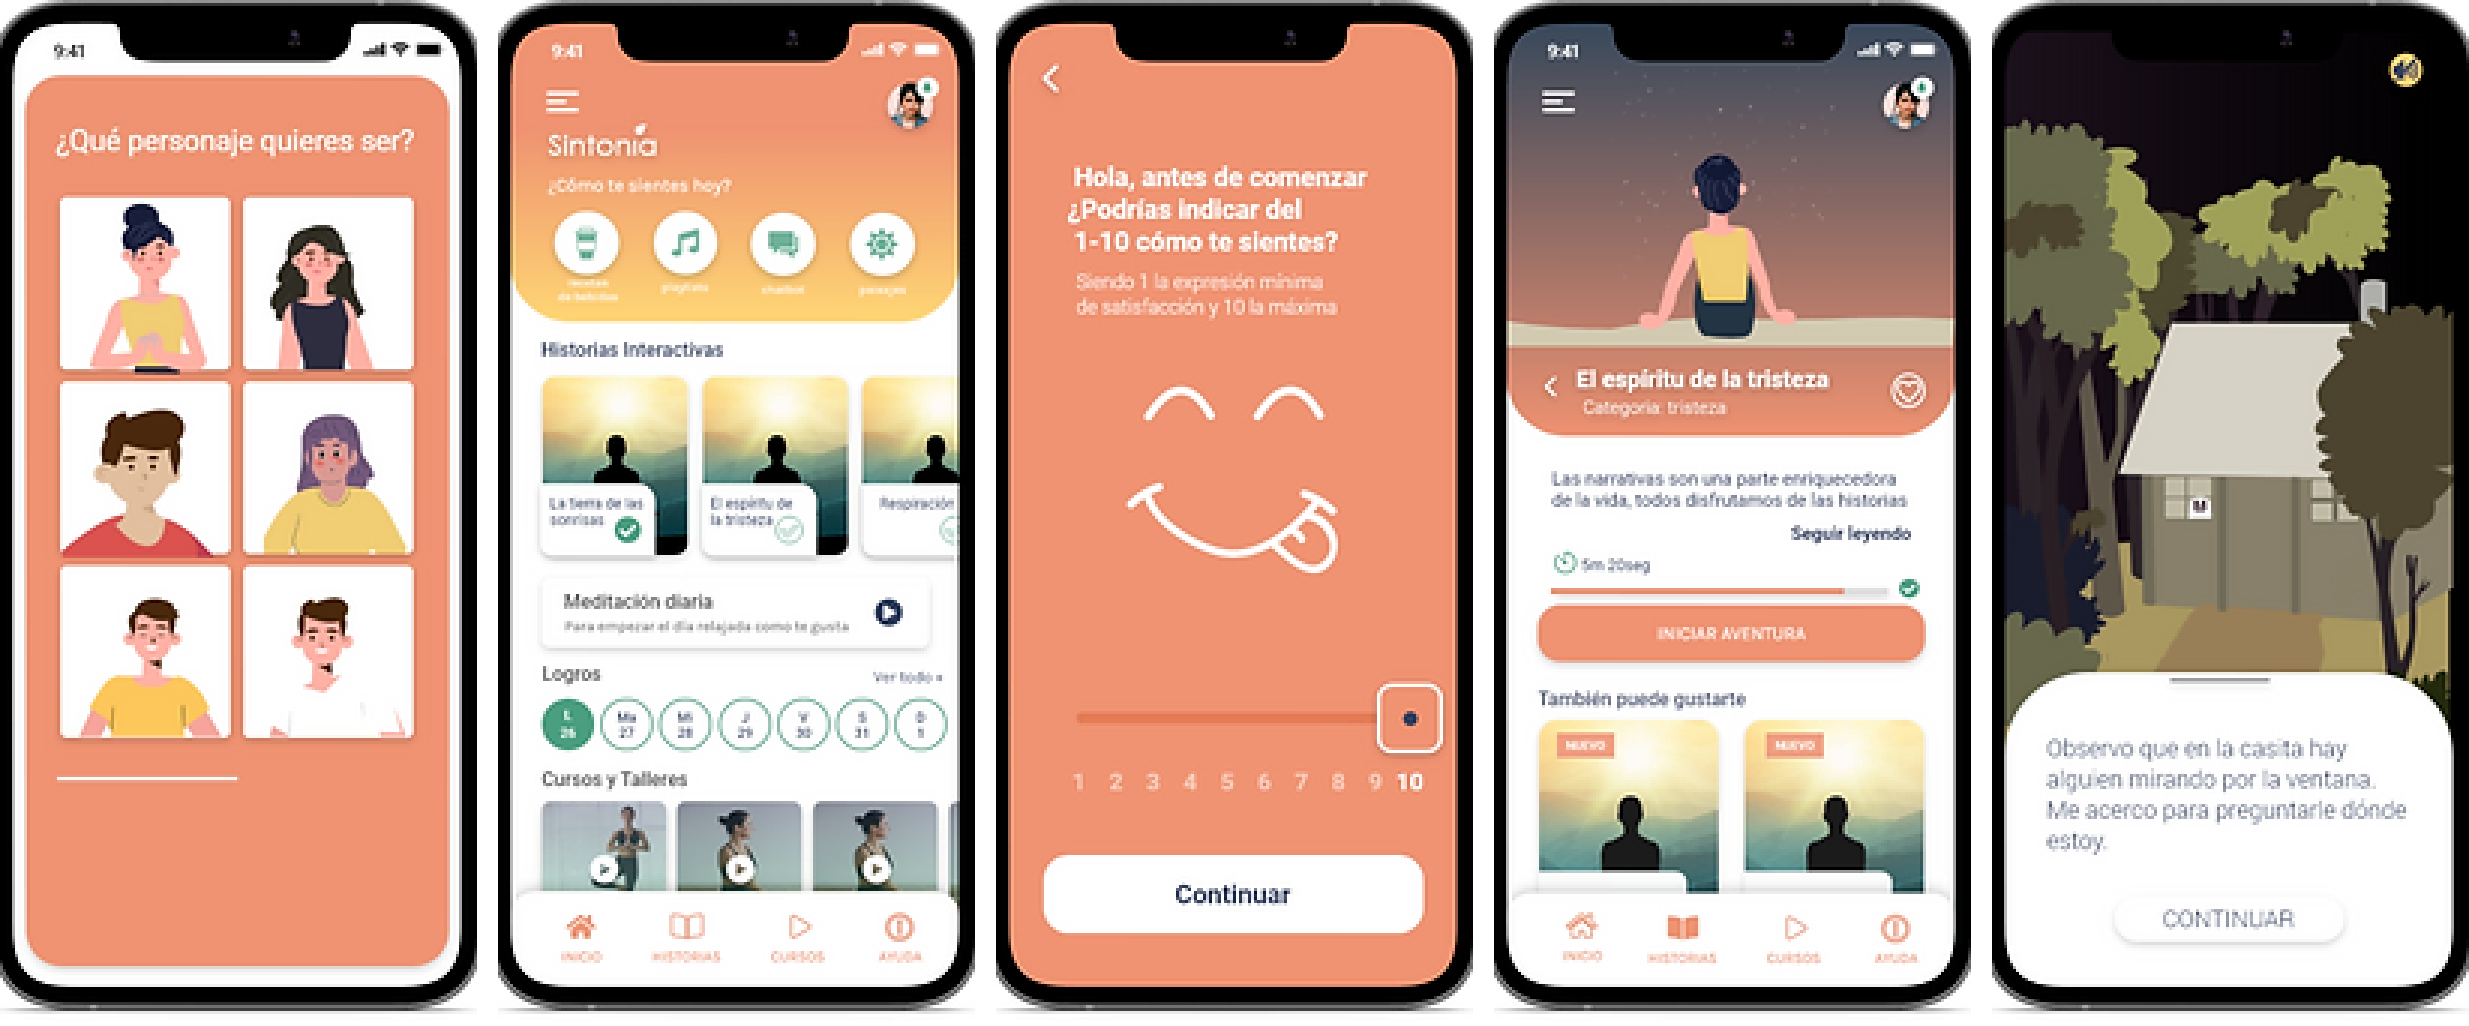 9:41
¿Qué personaje quieres ser?
9:41
Sintonía
¿Cómo te sientes hoy?
recetas
de bebidas
playlists
chatbot
paisajes
Historias Interactivas
La tierra de las
sonrisas
El espíritu de
la tristeza
Respiración
Meditación diaria
Para empezar el día relajada como te gusta
Logros
Ver todo »
L
26
Ma
27
Mi
28
J
29
V
30
S
31
D
1
Cursos y Talleres
INICIO
HISTORIAS
CURSOS
AYUDA
Hola, antes de comenzar
¿Podrías indicar del
1-10 cómo te sientes?
Siendo 1 la expresión mínima
de satisfacción y 10 la máxima
1 2 3 4 5 6 7 8 9 10
Continuar
9:41
El espíritu de la tristeza
Categoria: tristeza
Las narrativas son una parte enriquecedora
de la vida, todos disfrutamos de las historias
Seguir leyendo
5m 20seg
INICIAR AVENTURA
También puede gustarte
NUEVO
NUEVO
INICIO
HISTORIAS
CURSOS
AYUDA
Observo que en la casita hay
alguien mirando por la ventana.
Me acerco para preguntarle dónde
estoy.
CONTINUAR